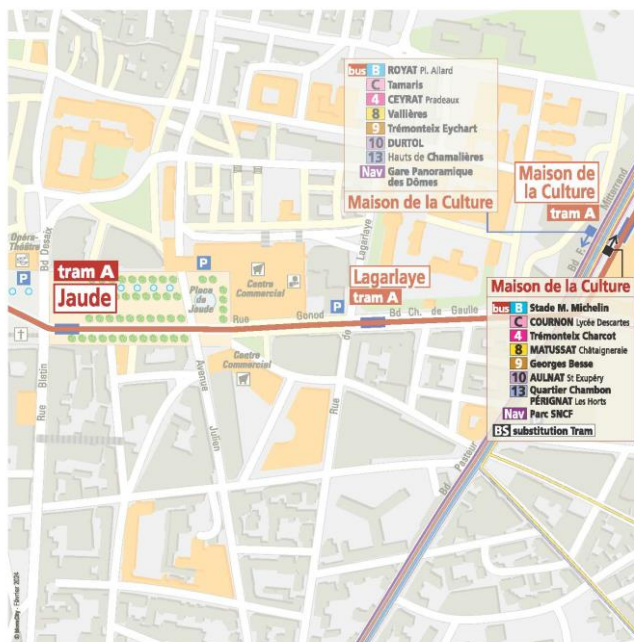 bus B ROYAT Pl. Allard
C Tamaris
4 CEYRAT Pradeaux
8 Vallières
9 Trémonteix Eychart
10 DURTOL
13 Hauts de Chamalières
Nav Gare Panoramique
des Dômes
Maison de la Culture
Maison de
la Culture
tram A
Bd F. Mitterrand
Opéra-
Théâtre
P
Bd Desaix
P
tram A
Jaude
Place
de
Jaude
Centre
Commercial
Lagarlaye
P
Lagarlaye
tram A
Rue Gonod
Bd Ch. de Gaulle
Maison de la Culture
bus B Stade M. Michelin
C COURNON Lycée Descartes
4 Trémonteix Charcot
8 MATUSSAT Châtaigneraie
9 Georges Besse
10 AULNAT St Exupéry
13 Quartier Chambon
PÉRIGNAT Les Horts
Nav Parc SNCF
BS substitution Tram
Centre
Commercial
Rue Blatin
Avenue Julien
Rue de
Bd Pasteur
© MomCity - Février 2024